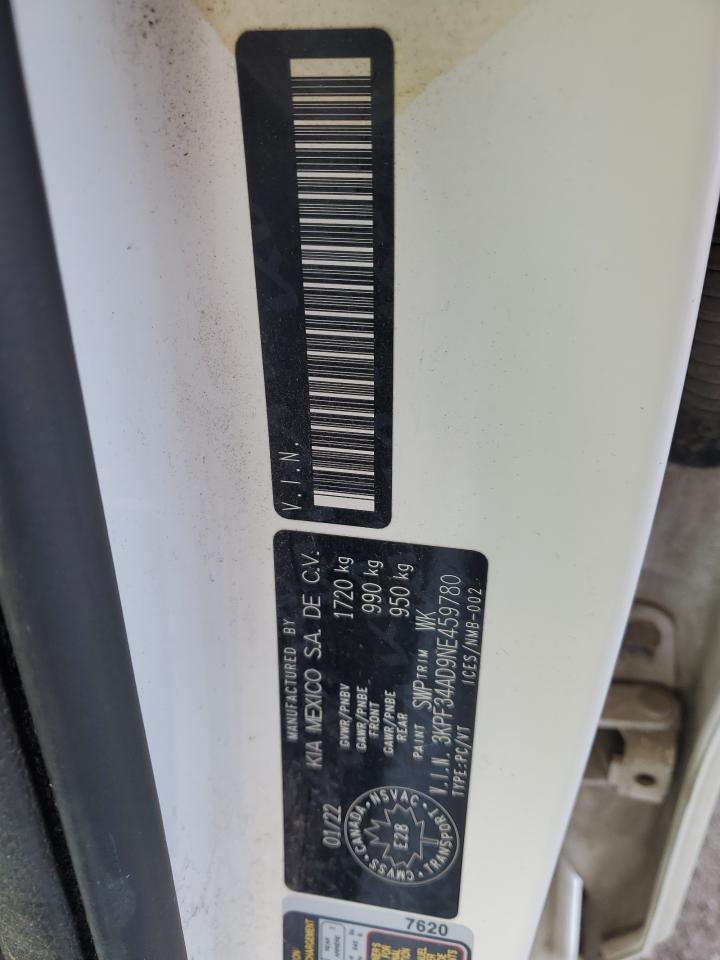 V.I.N.
MANUFACTURED BY
KIA MEXICO S.A. DE C.V.
01/22
GVWR/PNBV 1720 kg
GAWR/PNBE FRONT 990 kg
GAWR/PNBE REAR 950 kg
PAINT SWP TRIM WK
V.I.N. 3KPF34AD9NE459780
TYPE:PC/VT ICES/NMB-002
CANADA · NSVAC · TRANSPORT · CMVSS
E28
7620
REAR